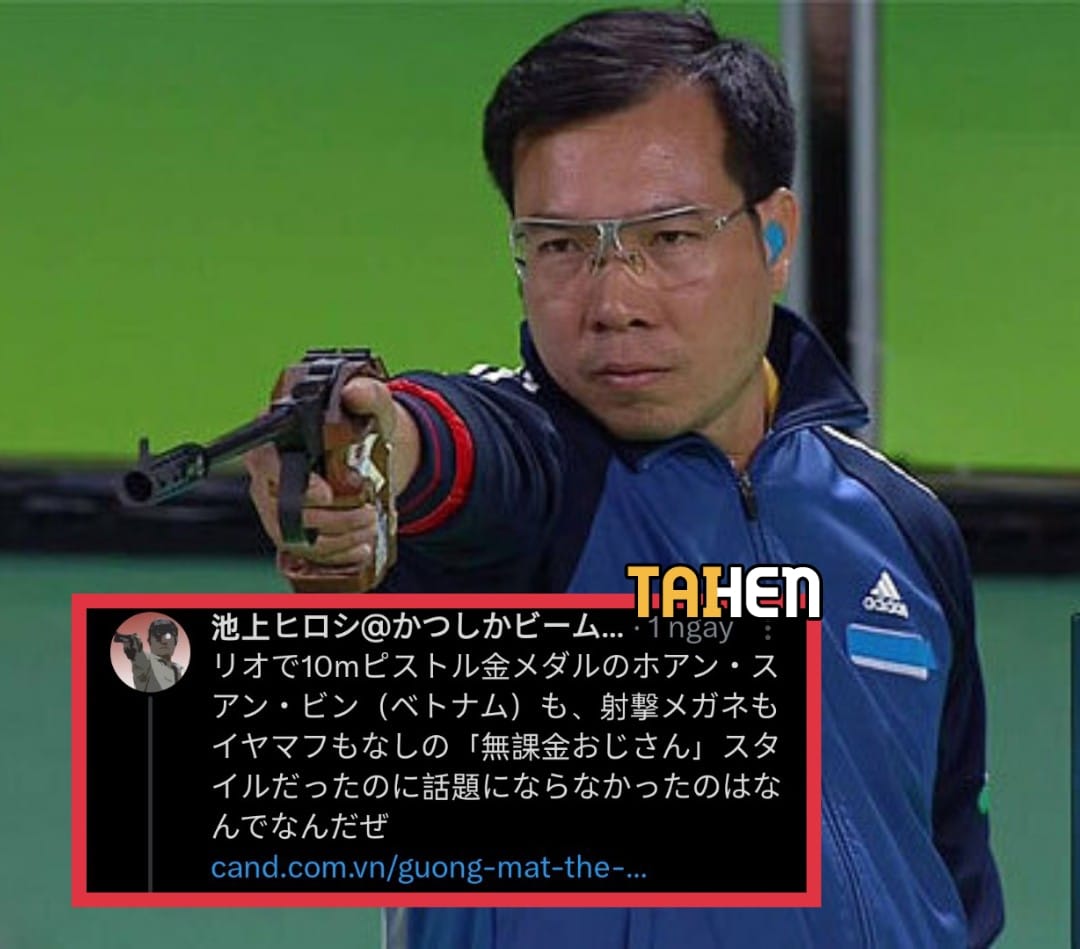 TAIHEN
池上ヒロシ@かつしかビーム... · 1 ngày
リオで10mピストル金メダルのホアン・ス
アン・ビン（ベトナム）も、射撃メガネも
イヤマフもなしの「無課金おじさん」スタ
イルだったのに話題にならなかったのはな
んでなんだぜ
cand.com.vn/guong-mat-the-...
adidas